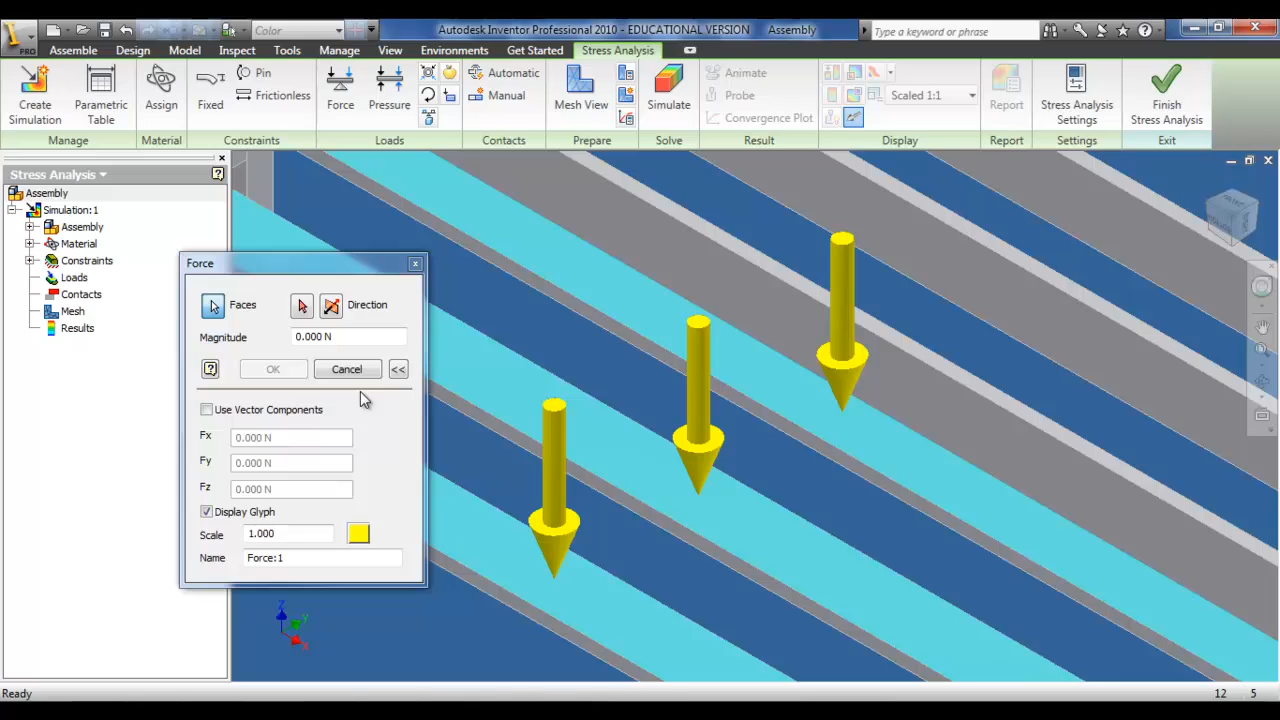 Color
Autodesk Inventor Professional 2010 - EDUCATIONAL VERSION Assembly
Type a keyword or phrase
PRO
Assemble Design Model Inspect Tools Manage View Environments Get Started Stress Analysis
Create Simulation
Parametric Table
Assign
Fixed
Pin
Frictionless
Force
Pressure
Automatic
Manual
Mesh View
Simulate
Animate
Probe
Convergence Plot
Scaled 1:1
Report
Stress Analysis Settings
Finish Stress Analysis
Manage Material Constraints Loads Contacts Prepare Solve Result Display Report Settings Exit
Stress Analysis
Assembly
Simulation:1
Assembly
Material
Constraints
Loads
Contacts
Mesh
Results
Force
Faces
Direction
Magnitude 0.000 N
OK Cancel <<
Use Vector Components
Fx 0.000 N
Fy 0.000 N
Fz 0.000 N
Display Glyph
Scale 1.000
Name Force:1
Z
Y
X
Ready
12 5